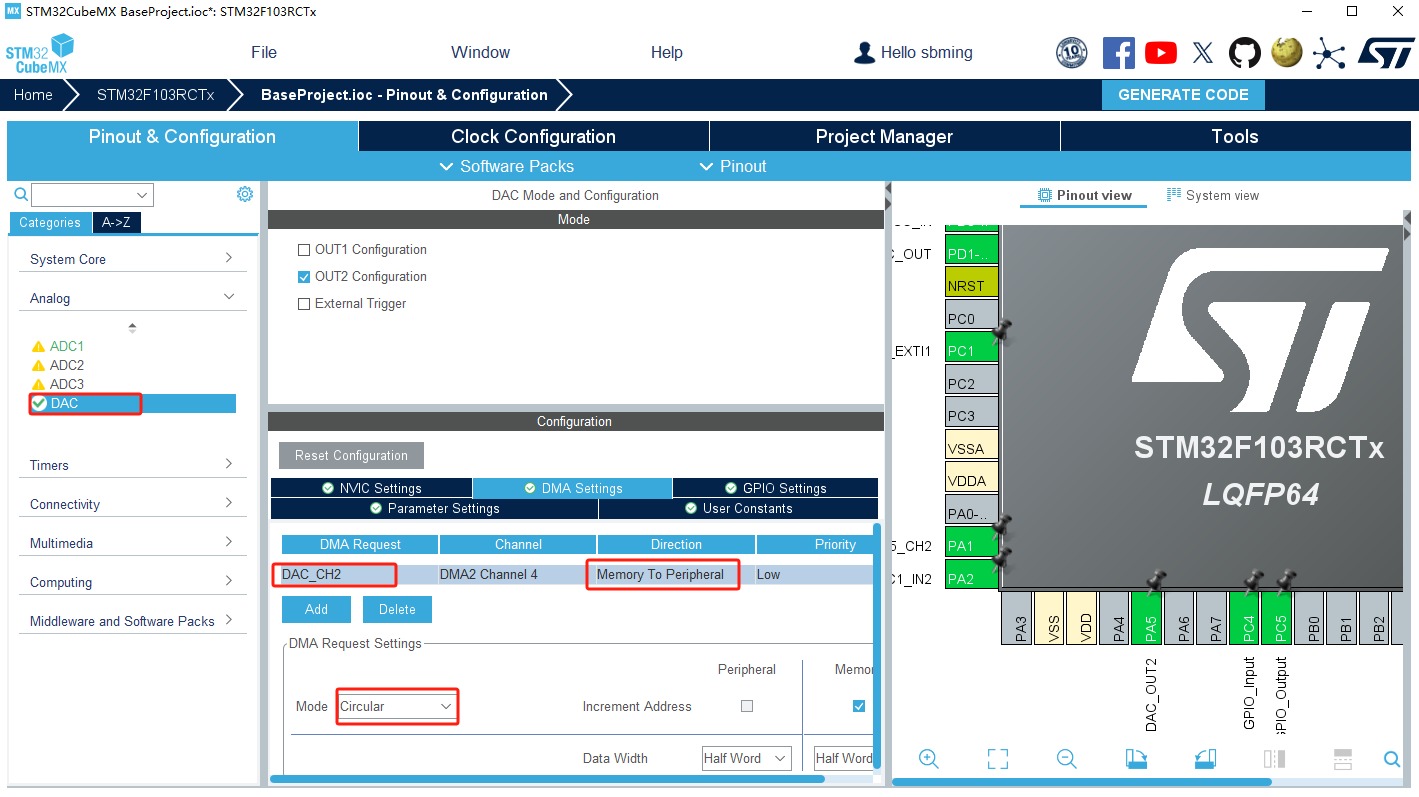 MX STM32CubeMX BaseProject.ioc*: STM32F103RCTx
STM32 CubeMX
File Window Help Hello sbming
10
Home STM32F103RCTx BaseProject.ioc - Pinout & Configuration GENERATE CODE
Pinout & Configuration Clock Configuration Project Manager Tools
Software Packs Pinout
Categories A->Z
System Core
Analog
ADC1
ADC2
ADC3
DAC
Timers
Connectivity
Multimedia
Computing
Middleware and Software Packs
DAC Mode and Configuration
Mode
OUT1 Configuration
OUT2 Configuration
External Trigger
Configuration
Reset Configuration
NVIC Settings DMA Settings GPIO Settings
Parameter Settings User Constants
DMA Request Channel Direction Priority
DAC_CH2 DMA2 Channel 4 Memory To Peripheral Low
Add Delete
DMA Request Settings
Peripheral Memor
Mode Circular Increment Address
Data Width Half Word Half Word
Pinout view System view
C_OUT PD1-..
NRST
PC0
_EXTI1 PC1
PC2
PC3
VSSA
VDDA
PA0-..
5_CH2 PA1
C1_IN2 PA2
STM32F103RCTx
LQFP64
PA3 VSS VDD PA4 PA5 PA6 PA7 PC4 PC5 PB0 PB1 PB2
DAC_OUT2 GPIO_Input GPIO_Output